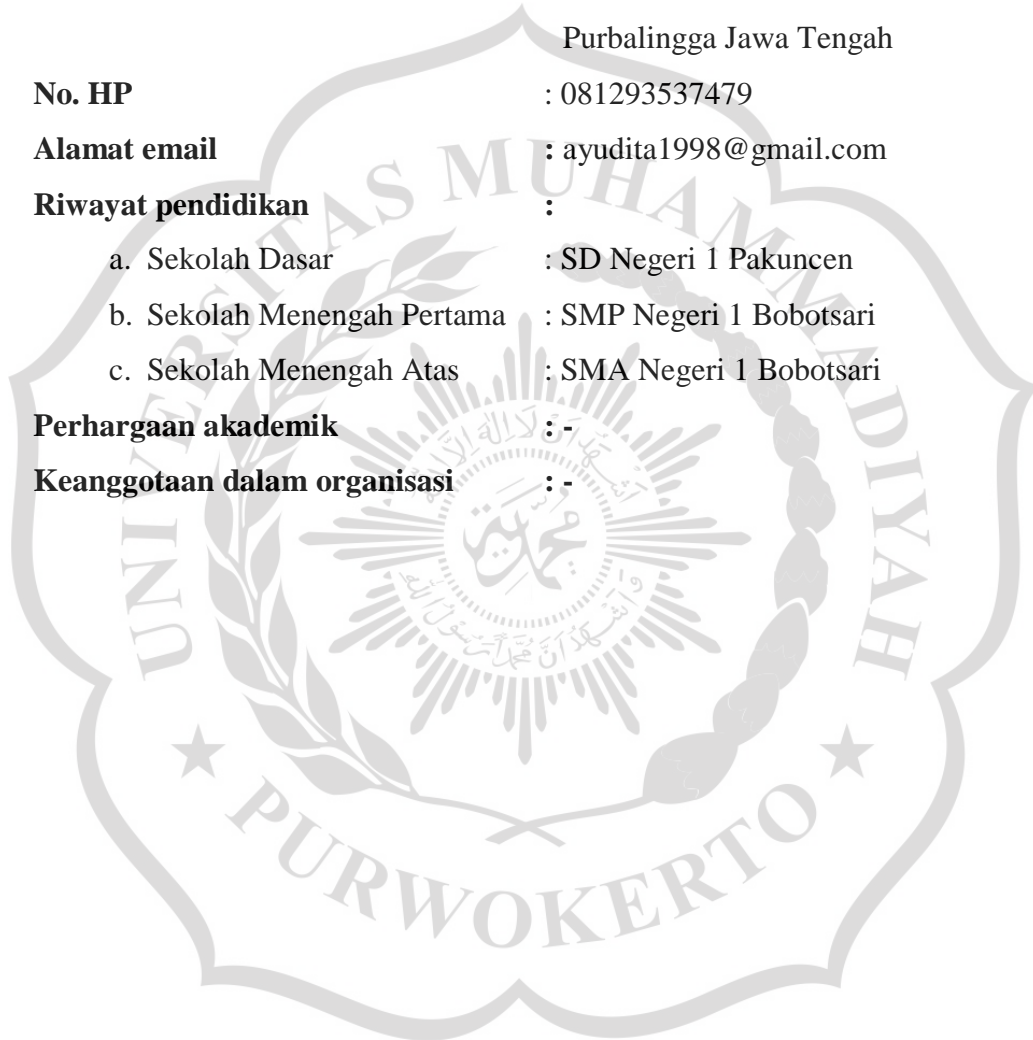 Purbalingga Jawa Tengah
No. HP : 081293537479
Alamat email : ayudita1998@gmail.com
Riwayat pendidikan :
a. Sekolah Dasar : SD Negeri 1 Pakuncen
b. Sekolah Menengah Pertama : SMP Negeri 1 Bobotsari
c. Sekolah Menengah Atas : SMA Negeri 1 Bobotsari
Perhargaan akademik : -
Keanggotaan dalam organisasi : -
UNIVERSITAS MUHAMMADIYAH
★ PURWOKERTO ★